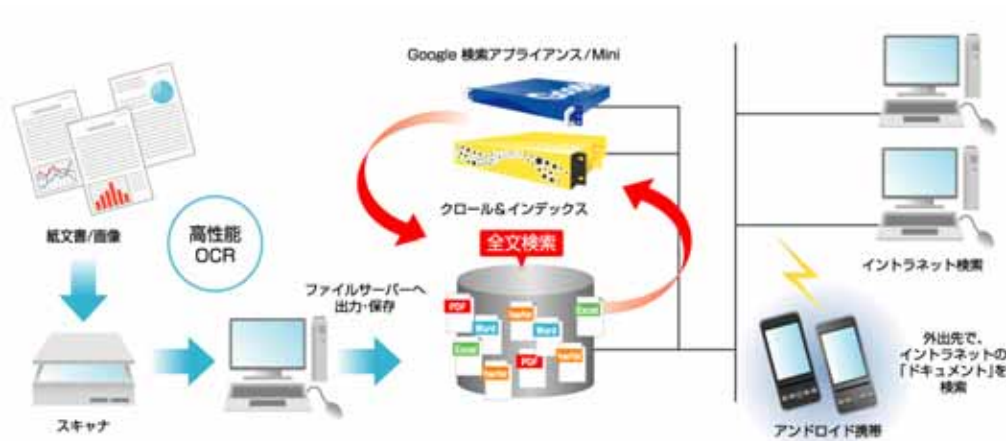 Google 検索アプライアンス/Mini
クロール&インデックス
紙文書/画像
高性能
OCR
全文検索
ファイルサーバーへ
出力・保存
PDF
Word
Word
Excel
Excel
PDF
スキャナ
イントラネット検索
外出先で、
イントラネットの
「ドキュメント」を
検索
アンドロイド携帯